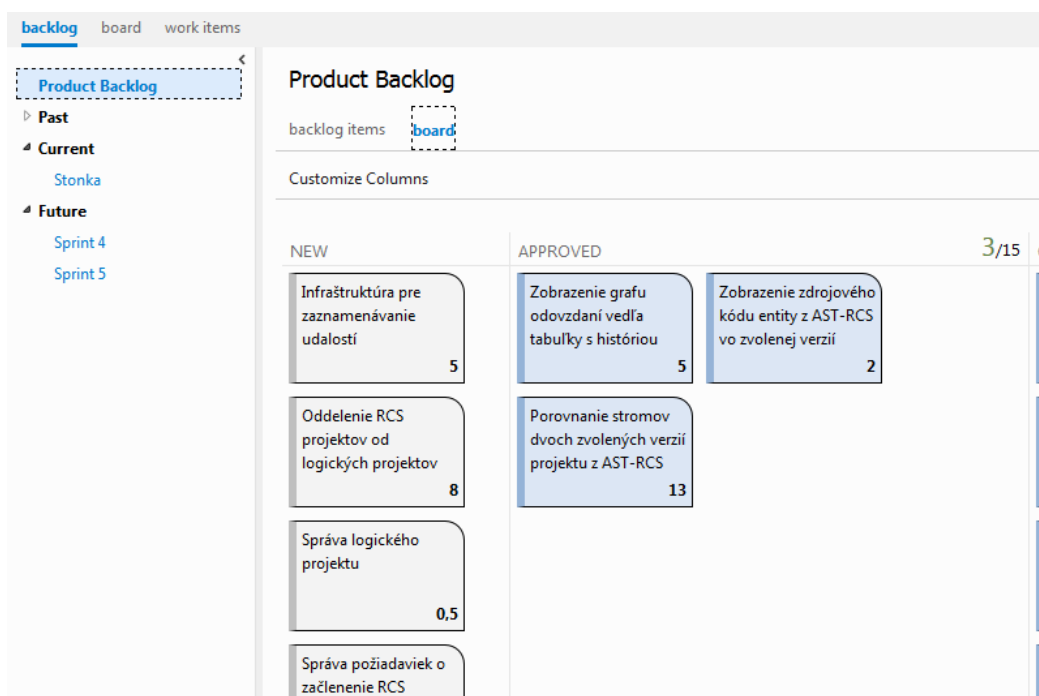 backlog board work items
Product Backlog
Past
Current
Stonka
Future
Sprint 4
Sprint 5
Product Backlog
backlog items board
Customize Columns
NEW
Infraštruktúra pre
zaznamenávanie
udalostí
5
Oddelenie RCS
projektov od
logických projektov
8
Správa logického
projektu
0,5
Správa požiadaviek o
začlenenie RCS
APPROVED 3/15
Zobrazenie grafu
odovzdaní vedľa
tabuľky s históriou
5
Zobrazenie zdrojového
kódu entity z AST-RCS
vo zvolenej verzií
2
Porovnanie stromov
dvoch zvolených verzií
projektu z AST-RCS
13